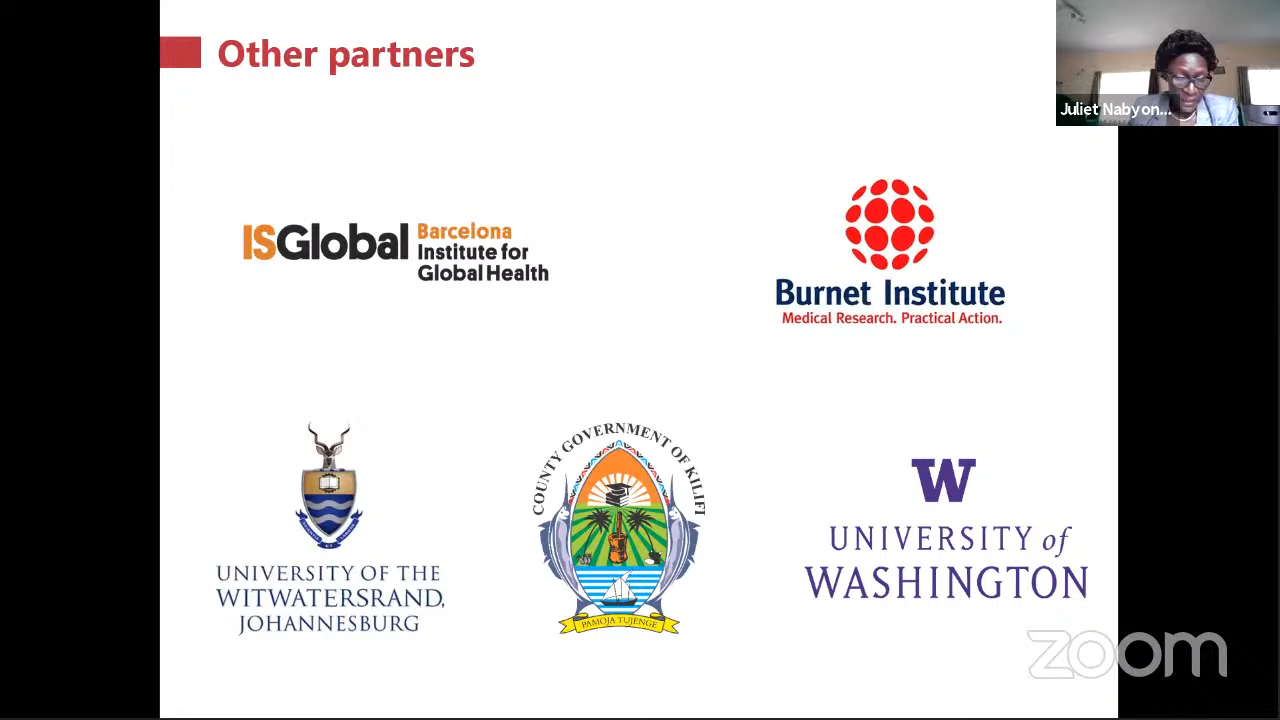 Other partners
Juliet Nabyon...
ISGlobal
Barcelona
Institute for
Global Health
Burnet Institute
Medical Research. Practical Action.
UNIVERSITY OF THE
WITWATERSRAND,
JOHANNESBURG
COUNTY GOVERNMENT OF KILIFI
PAMOJA TUJENGE
W
UNIVERSITY of
WASHINGTON
zoom